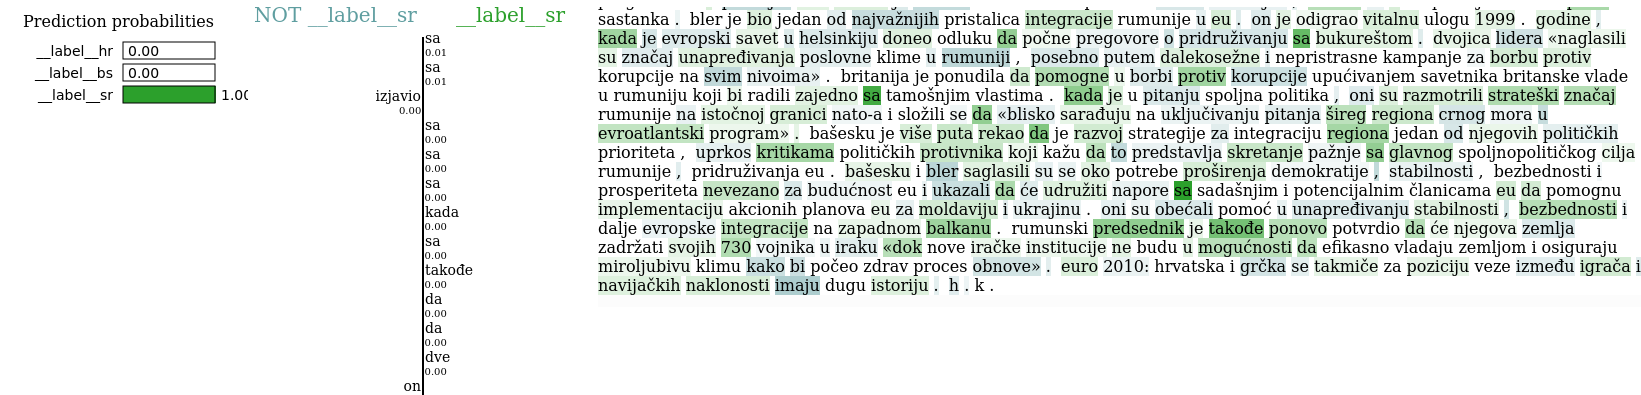 Prediction probabilities
__label__hr 0.00
__label__bs 0.00
__label__sr 1.00
NOT __label__sr __label__sr
sa
0.01
sa
0.01
izjavio
0.00
sa
0.00
sa
0.00
sa
0.00
kada
0.00
sa
0.00
takođe
0.00
da
0.00
da
0.00
dve
0.00
on
sastanka . bler je bio jedan od najvažnijih pristalica integracije rumunije u eu . on je odigrao vitalnu ulogu 1999 . godine ,
kada je evropski savet u helsinkiju doneo odluku da počne pregovore o pridruživanju sa bukureštom . dvojica lidera «naglasili
su značaj unapređivanja poslovne klime u rumuniji , posebno putem dalekosežne i nepristrasne kampanje za borbu protiv
korupcije na svim nivoima» . britanija je ponudila da pomogne u borbi protiv korupcije upućivanjem savetnika britanske vlade
u rumuniju koji bi radili zajedno sa tamošnjim vlastima . kada je u pitanju spoljna politika , oni su razmotrili strateški značaj
rumunije na istočnoj granici nato-a i složili se da «blisko sarađuju na uključivanju pitanja šireg regiona crnog mora u
evroatlantski program» . bašesku je više puta rekao da je razvoj strategije za integraciju regiona jedan od njegovih političkih
prioriteta , uprkos kritikama političkih protivnika koji kažu da to predstavlja skretanje pažnje sa glavnog spoljnopolitičkog cilja
rumunije , pridruživanja eu . bašesku i bler saglasili su se oko potrebe proširenja demokratije , stabilnosti , bezbednosti i
prosperiteta nevezano za budućnost eu i ukazali da će udružiti napore sa sadašnjim i potencijalnim članicama eu da pomognu
implementaciju akcionih planova eu za moldaviju i ukrajinu . oni su obećali pomoć u unapređivanju stabilnosti , bezbednosti i
dalje evropske integracije na zapadnom balkanu . rumunski predsednik je takođe ponovo potvrdio da će njegova zemlja
zadržati svojih 730 vojnika u iraku «dok nove iračke institucije ne budu u mogućnosti da efikasno vladaju zemljom i osiguraju
miroljubivu klimu kako bi počeo zdrav proces obnove» . euro 2010: hrvatska i grčka se takmiče za poziciju veze između igrača i
navijačkih naklonosti imaju dugu istoriju . h . k .